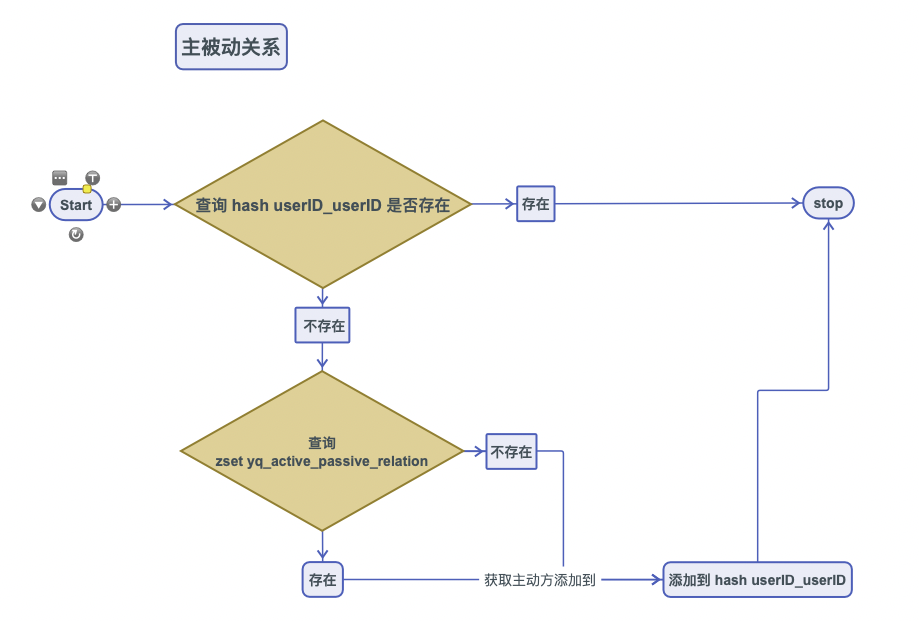 主被动关系
Start
查询 hash userID_userID 是否存在
存在
stop
不存在
查询
zset yq_active_passive_relation
不存在
存在
获取主动方添加到
添加到 hash userID_userID